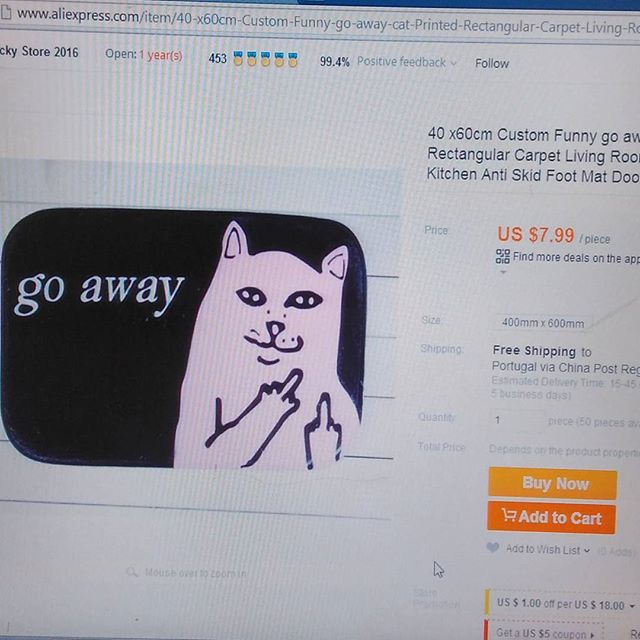 www.aliexpress.com/item/40-x60cm-Custom-Funny-go-away-cat-Printed-Rectangular-Carpet-Living-Ro
cky Store 2016 Open: 1 year(s) 453 99.4% Positive feedback Follow
40 x60cm Custom Funny go aw
Rectangular Carpet Living Roo
Kitchen Anti Skid Foot Mat Doo
Price: US $7.99 / piece
Find more deals on the app
go away
Size: 400mm x 600mm
Shipping: Free Shipping to
Portugal via China Post Reg
Estimated Delivery Time: 15-45
5 business days)
Quantity: 1 piece (50 pieces av
Total Price: Depends on the product properti
Buy Now
Add to Cart
Add to Wish List (0 Adds)
Mouse over to zoom in
Store
Promotion: US $ 1.00 off per US $ 18.00
Get a US $5 coupon